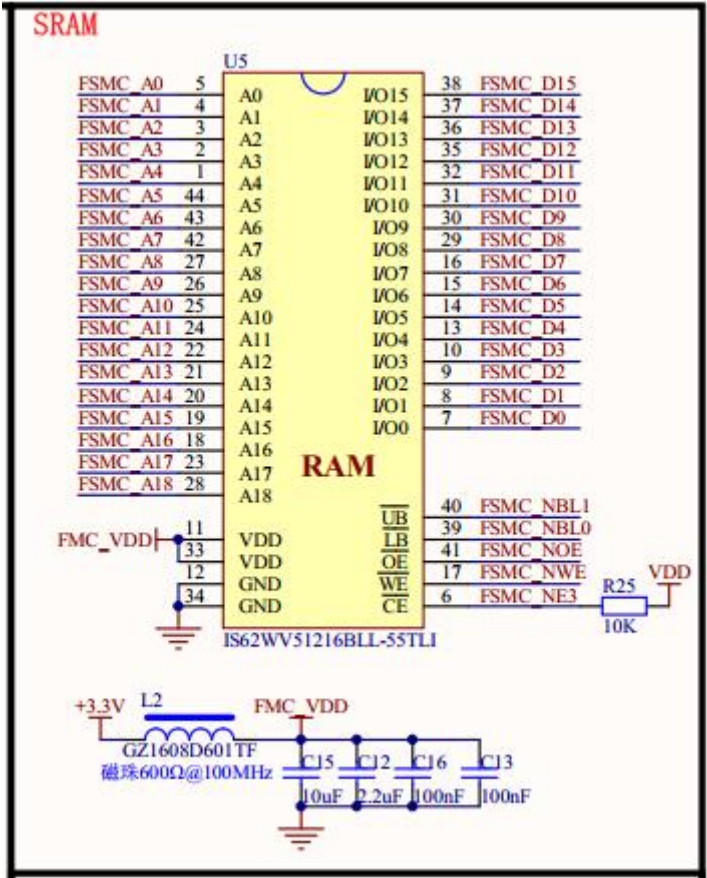 SRAM
U5
FSMC_A0 5 A0 I/O15 38 FSMC_D15
FSMC_A1 4 A1 I/O14 37 FSMC_D14
FSMC_A2 3 A2 I/O13 36 FSMC_D13
FSMC_A3 2 A3 I/O12 35 FSMC_D12
FSMC_A4 1 A4 I/O11 32 FSMC_D11
FSMC_A5 44 A5 I/O10 31 FSMC_D10
FSMC_A6 43 A6 I/O9 30 FSMC_D9
FSMC_A7 42 A7 I/O8 29 FSMC_D8
FSMC_A8 27 A8 I/O7 16 FSMC_D7
FSMC_A9 26 A9 I/O6 15 FSMC_D6
FSMC_A10 25 A10 I/O5 14 FSMC_D5
FSMC_A11 24 A11 I/O4 13 FSMC_D4
FSMC_A12 22 A12 I/O3 10 FSMC_D3
FSMC_A13 21 A13 I/O2 9 FSMC_D2
FSMC_A14 20 A14 I/O1 8 FSMC_D1
FSMC_A15 19 A15 I/O0 7 FSMC_D0
FSMC_A16 18 A16
FSMC_A17 23 A17 RAM
FSMC_A18 28 A18
UB 40 FSMC_NBL1
FMC_VDD 11 VDD LB 39 FSMC_NBL0
33 VDD OE 41 FSMC_NOE
12 GND WE 17 FSMC_NWE R25 VDD
34 GND CE 6 FSMC_NE3
10K
IS62WV51216BLL-55TLI
+3.3V L2 FMC_VDD
GZ1608D601TF
磁珠600Ω@100MHz
C15 C12 C16 C13
10uF 2.2uF 100nF 100nF